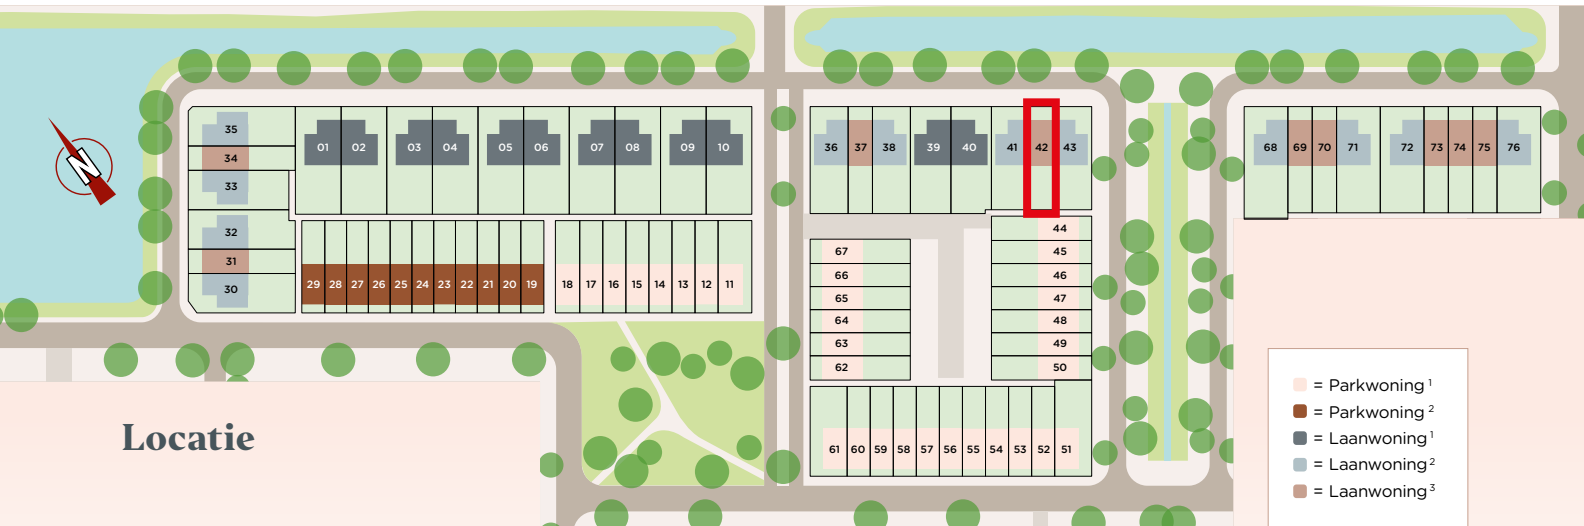 35
34
33
32
31
30
01 02 03 04 05 06 07 08 09 10
29 28 27 26 25 24 23 22 21 20 19
18 17 16 15 14 13 12 11
36 37 38 39 40 41 42 43
44
45
46
47
48
49
50
67
66
65
64
63
62
61 60 59 58 57 56 55 54 53 52 51
68 69 70 71 72 73 74 75 76
N
Locatie
= Parkwoning 1
= Parkwoning 2
= Laanwoning 1
= Laanwoning 2
= Laanwoning 3